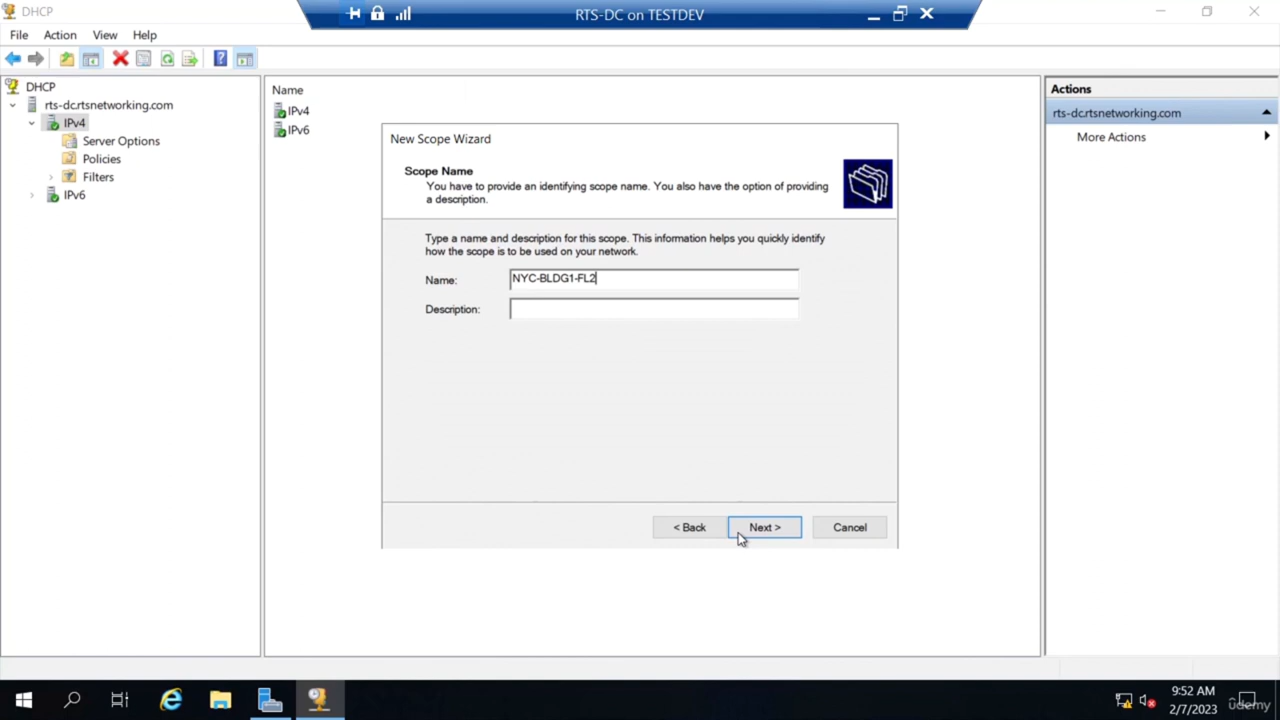 DHCP
RTS-DC on TESTDEV
File Action View Help
DHCP
rts-dc.rtsnetworking.com
IPv4
Server Options
Policies
Filters
IPv6
Name
IPv4
IPv6
New Scope Wizard
Scope Name
You have to provide an identifying scope name. You also have the option of providing
a description.
Type a name and description for this scope. This information helps you quickly identify
how the scope is to be used on your network.
Name: NYC-BLDG1-FL2
Description:
< Back Next > Cancel
Actions
rts-dc.rtsnetworking.com
More Actions
9:52 AM
2/7/2023
udemy